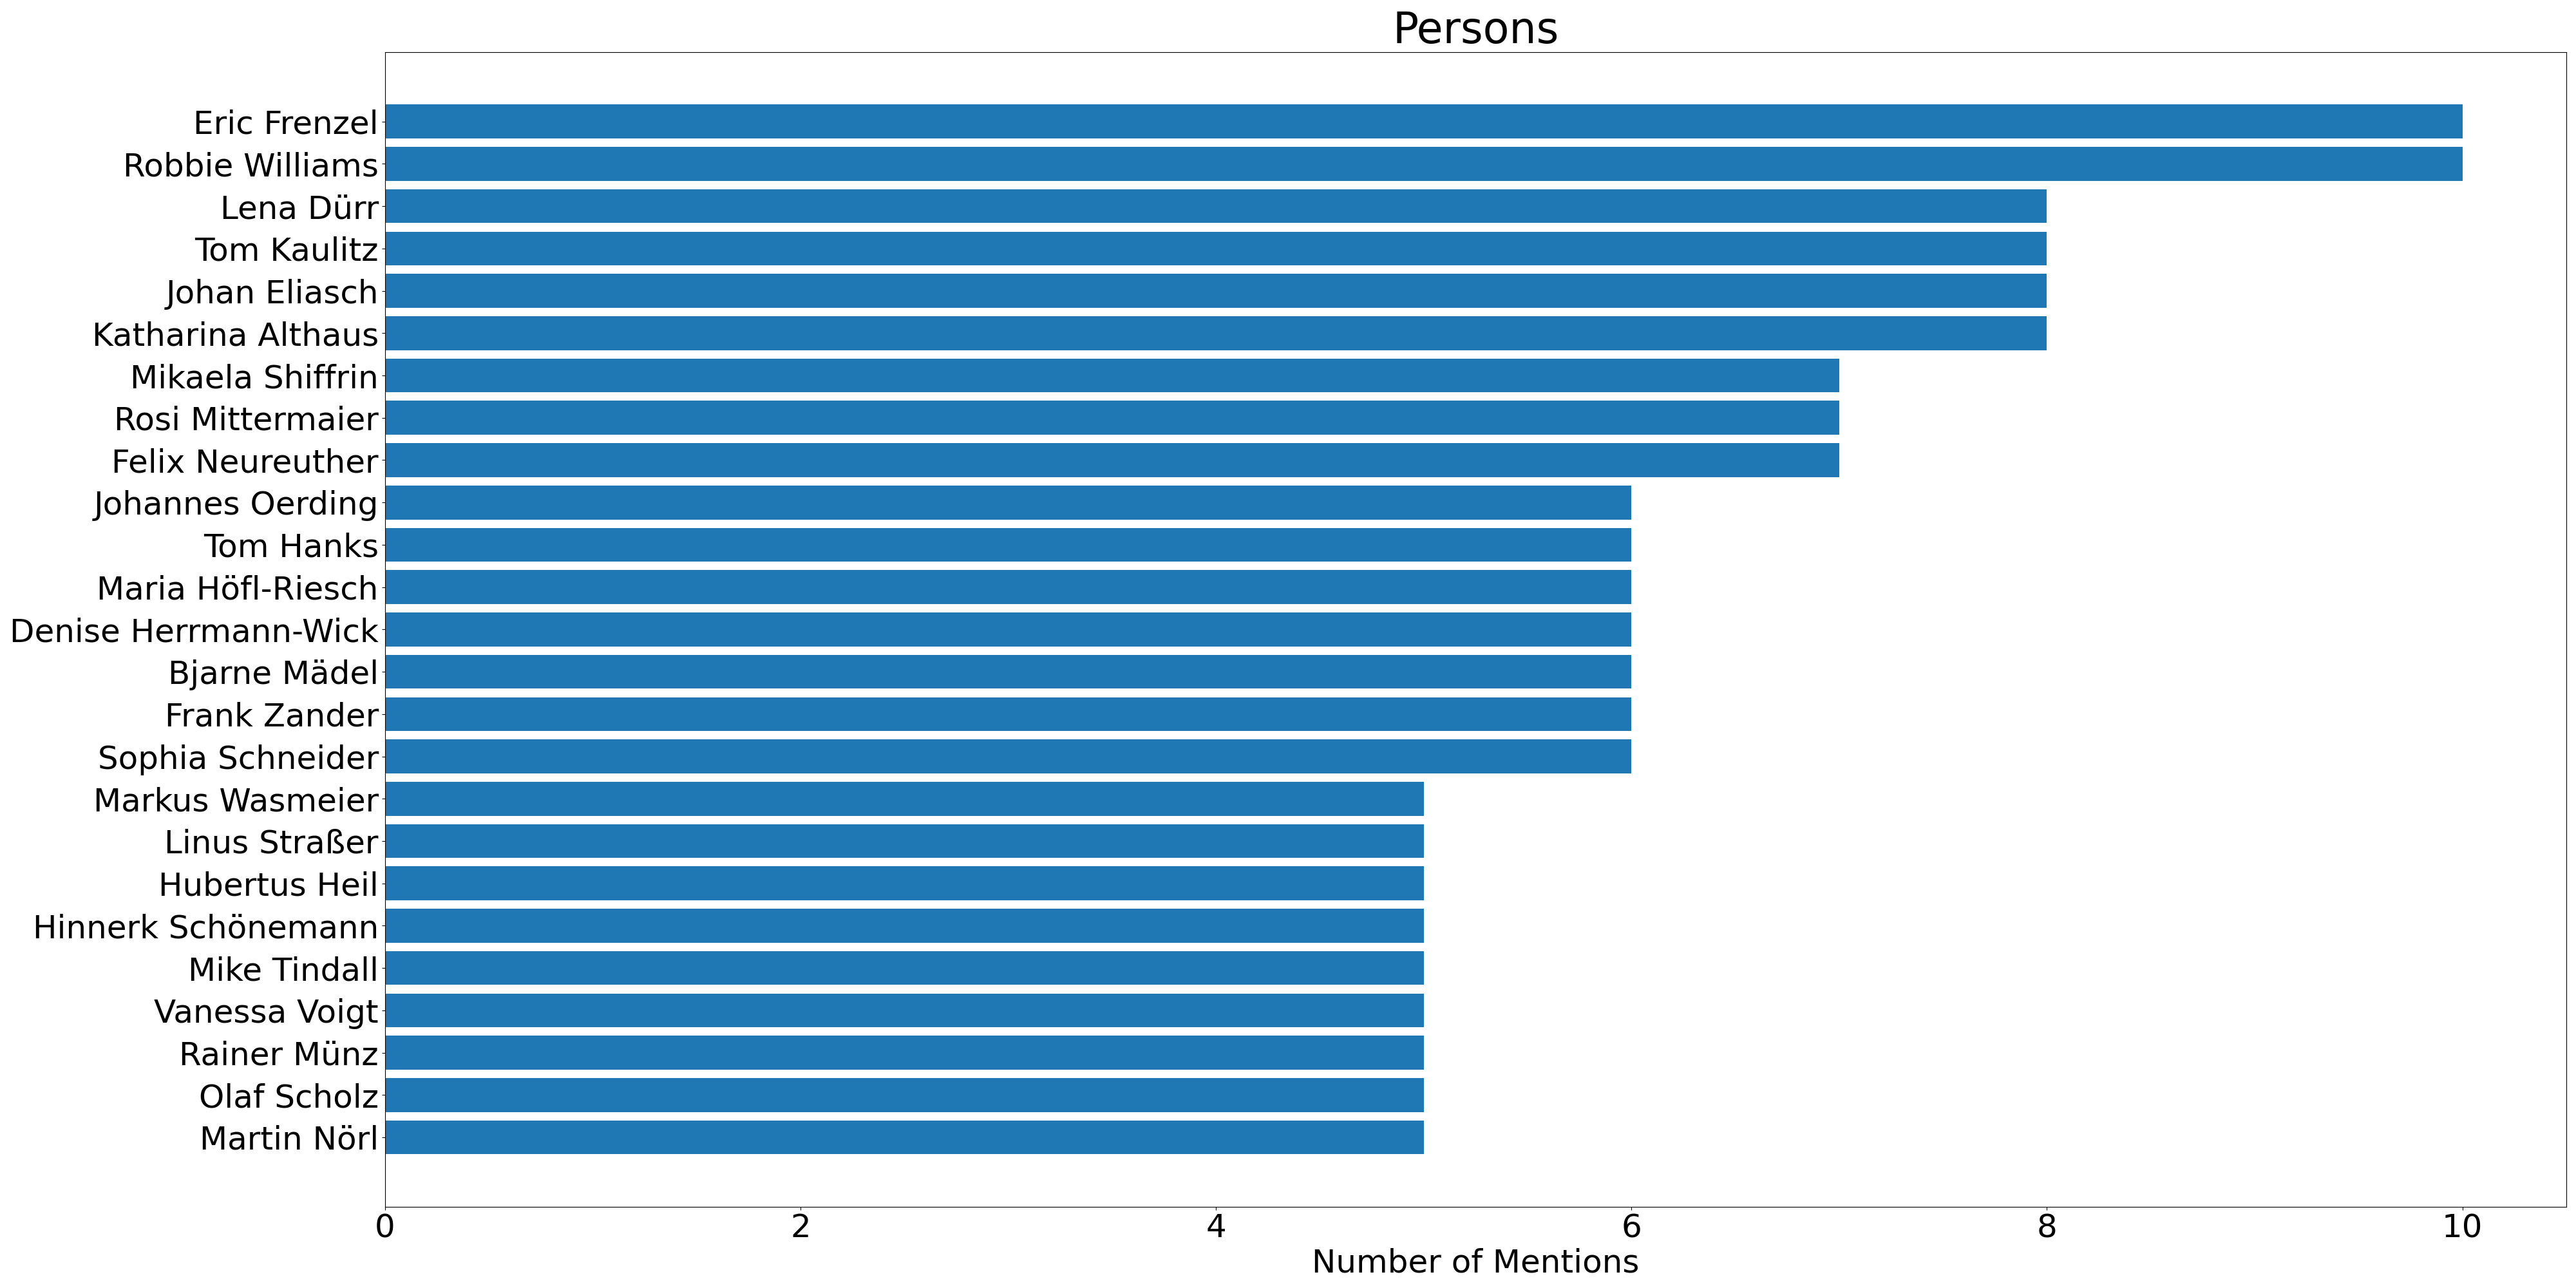 Persons
Eric Frenzel
Robbie Williams
Lena Dürr
Tom Kaulitz
Johan Eliasch
Katharina Althaus
Mikaela Shiffrin
Rosi Mittermaier
Felix Neureuther
Johannes Oerding
Tom Hanks
Maria Höfl-Riesch
Denise Herrmann-Wick
Bjarne Mädel
Frank Zander
Sophia Schneider
Markus Wasmeier
Linus Straßer
Hubertus Heil
Hinnerk Schönemann
Mike Tindall
Vanessa Voigt
Rainer Münz
Olaf Scholz
Martin Nörl
0 2 4 6 8 10
Number of Mentions